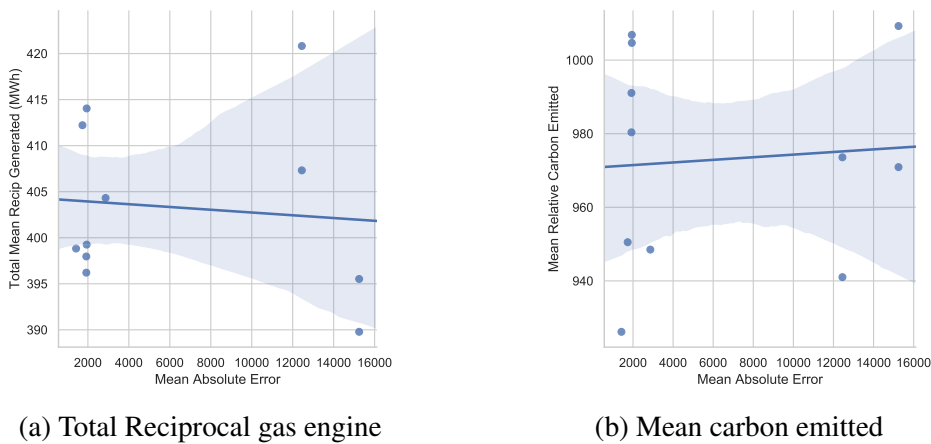 Total Mean Recip Generated (MWh)
420
415
410
405
400
395
390
2000 4000 6000 8000 10000 12000 14000 16000
Mean Absolute Error
(a) Total Reciprocal gas engine
Mean Relative Carbon Emitted
1000
980
960
940
2000 4000 6000 8000 10000 12000 14000 16000
Mean Absolute Error
(b) Mean carbon emitted